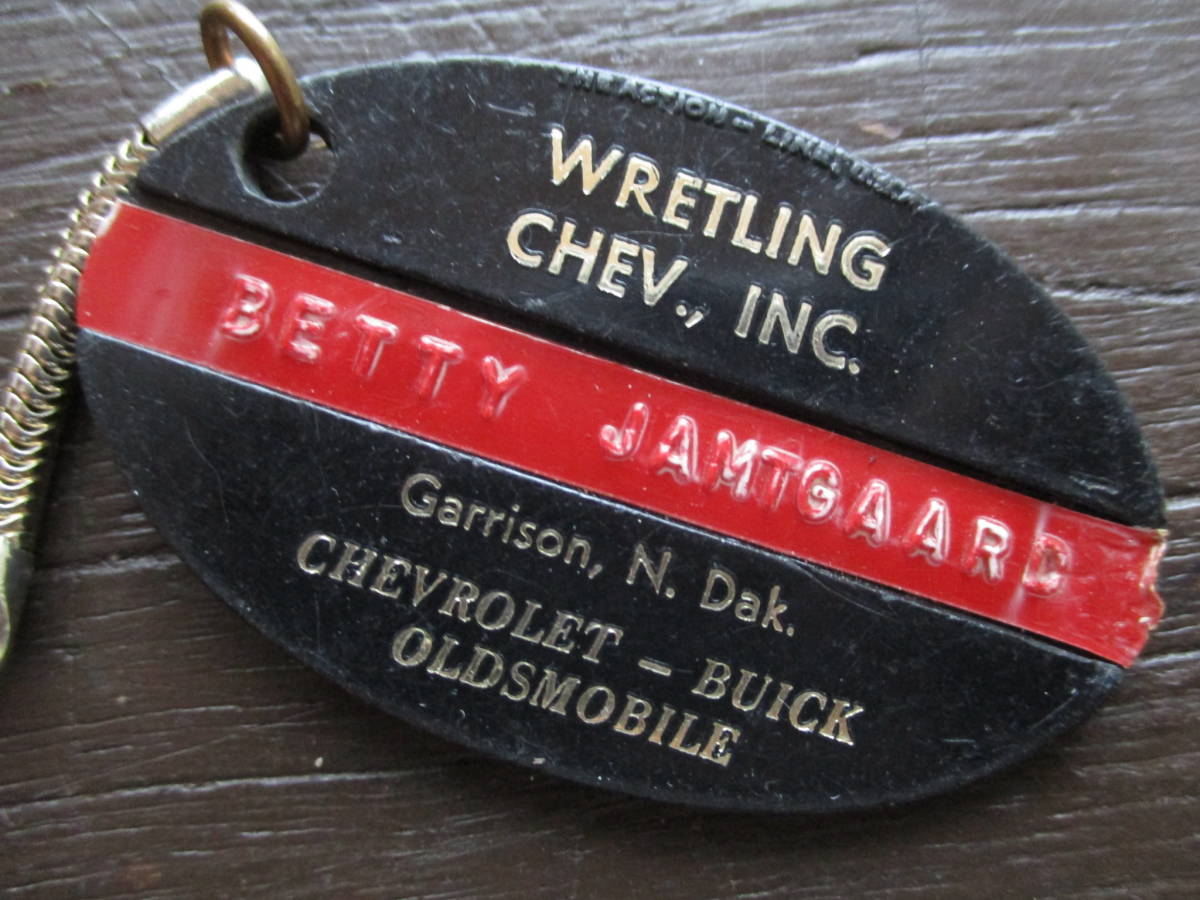 WRETLING
CHEV., INC.
BETTY JAMTGAARD
Garrison, N. Dak.
CHEVROLET – BUICK
OLDSMOBILE